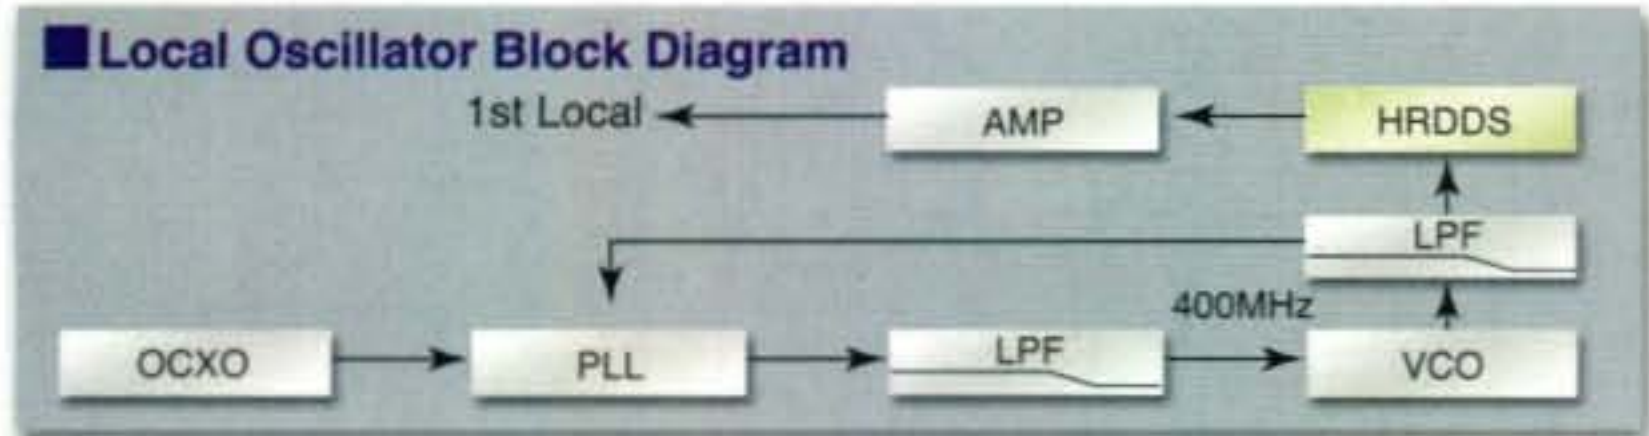 Local Oscillator Block Diagram
1st Local
AMP
HRDDS
LPF
400MHz
OCXO
PLL
LPF
VCO